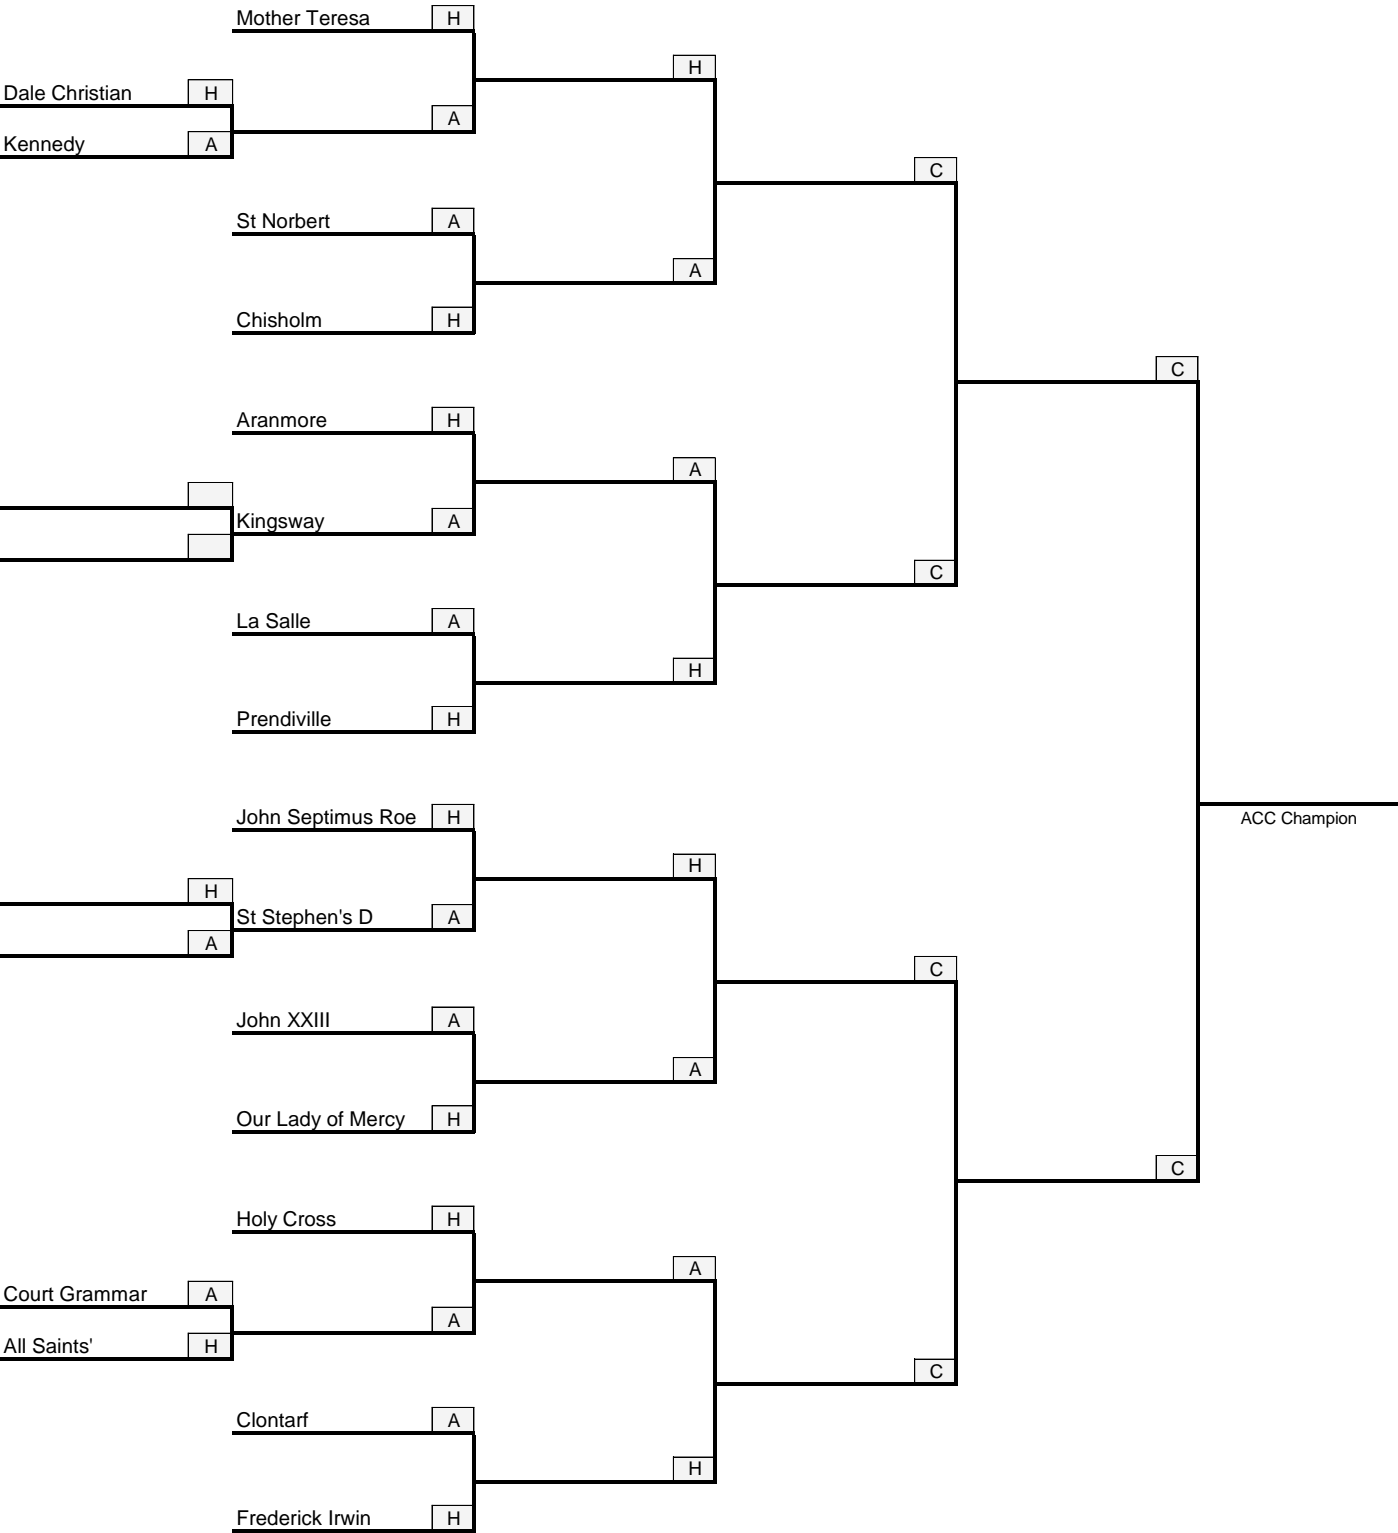 Mother Teresa H
H
Dale Christian H
A
Kennedy A
C
St Norbert A
A
Chisholm H
C
Aranmore H
A
Kingsway A
C
La Salle A
H
Prendiville H
John Septimus Roe H
ACC Champion
H
H
St Stephen's D A
A
C
John XXIII A
A
Our Lady of Mercy H
C
Holy Cross H
A
Court Grammar A
A
All Saints' H
C
Clontarf A
H
Frederick Irwin H